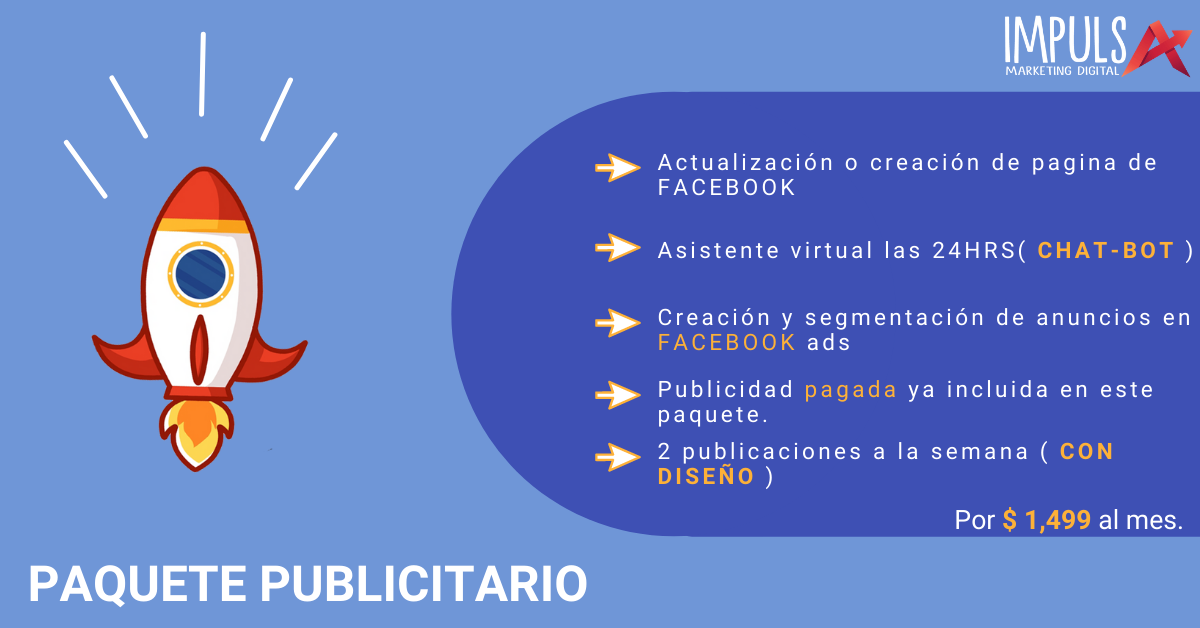 IMPULSA
MARKETING DIGITAL
Actualización o creación de pagina de
FACEBOOK
Asistente virtual las 24HRS( CHAT-BOT )
Creación y segmentación de anuncios en
FACEBOOK ads
Publicidad pagada ya incluida en este
paquete.
2 publicaciones a la semana ( CON
DISEÑO )
Por $ 1,499 al mes.
PAQUETE PUBLICITARIO